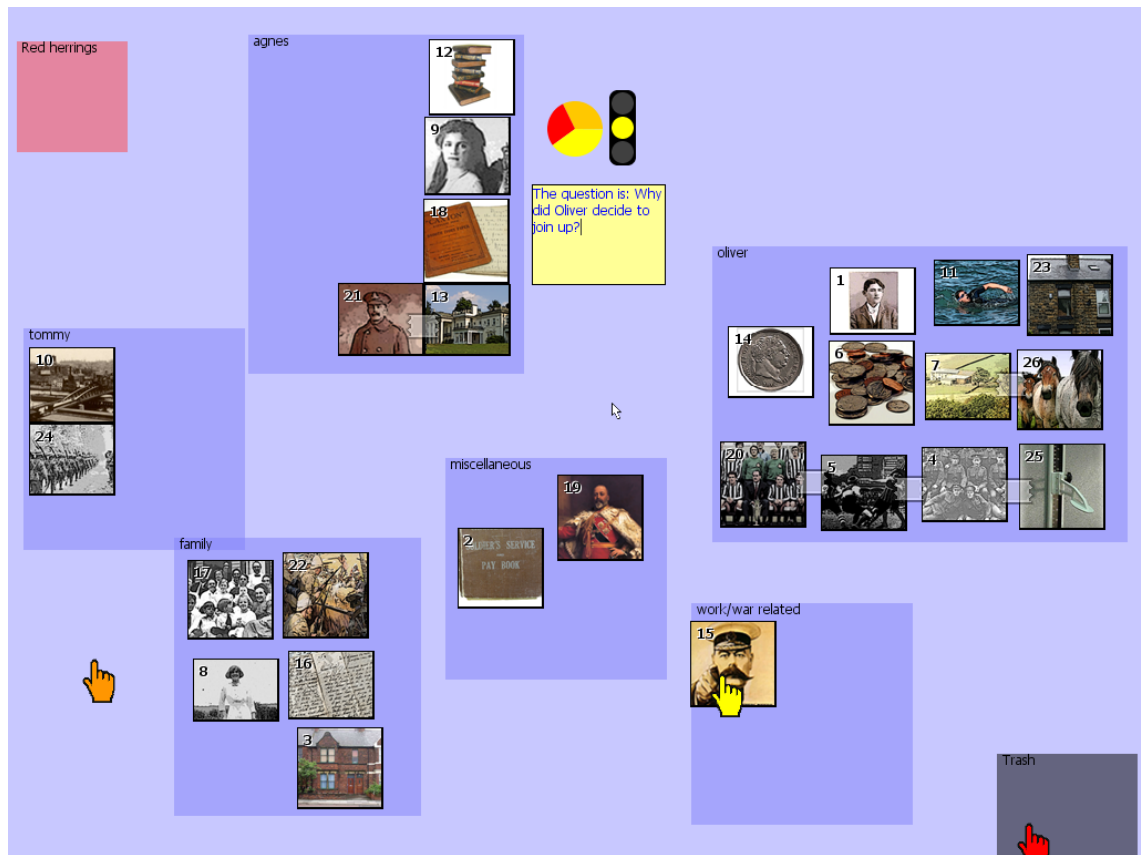 Red herrings
agnes
12
9
18
21
13
The question is: Why
did Oliver decide to
join up?
oliver
1
11
23
14
6
7
26
20
5
4
25
tommy
10
24
miscellaneous
19
2
SERVICE
PAY BOOK
family
17
22
8
16
3
work/war related
15
Trash